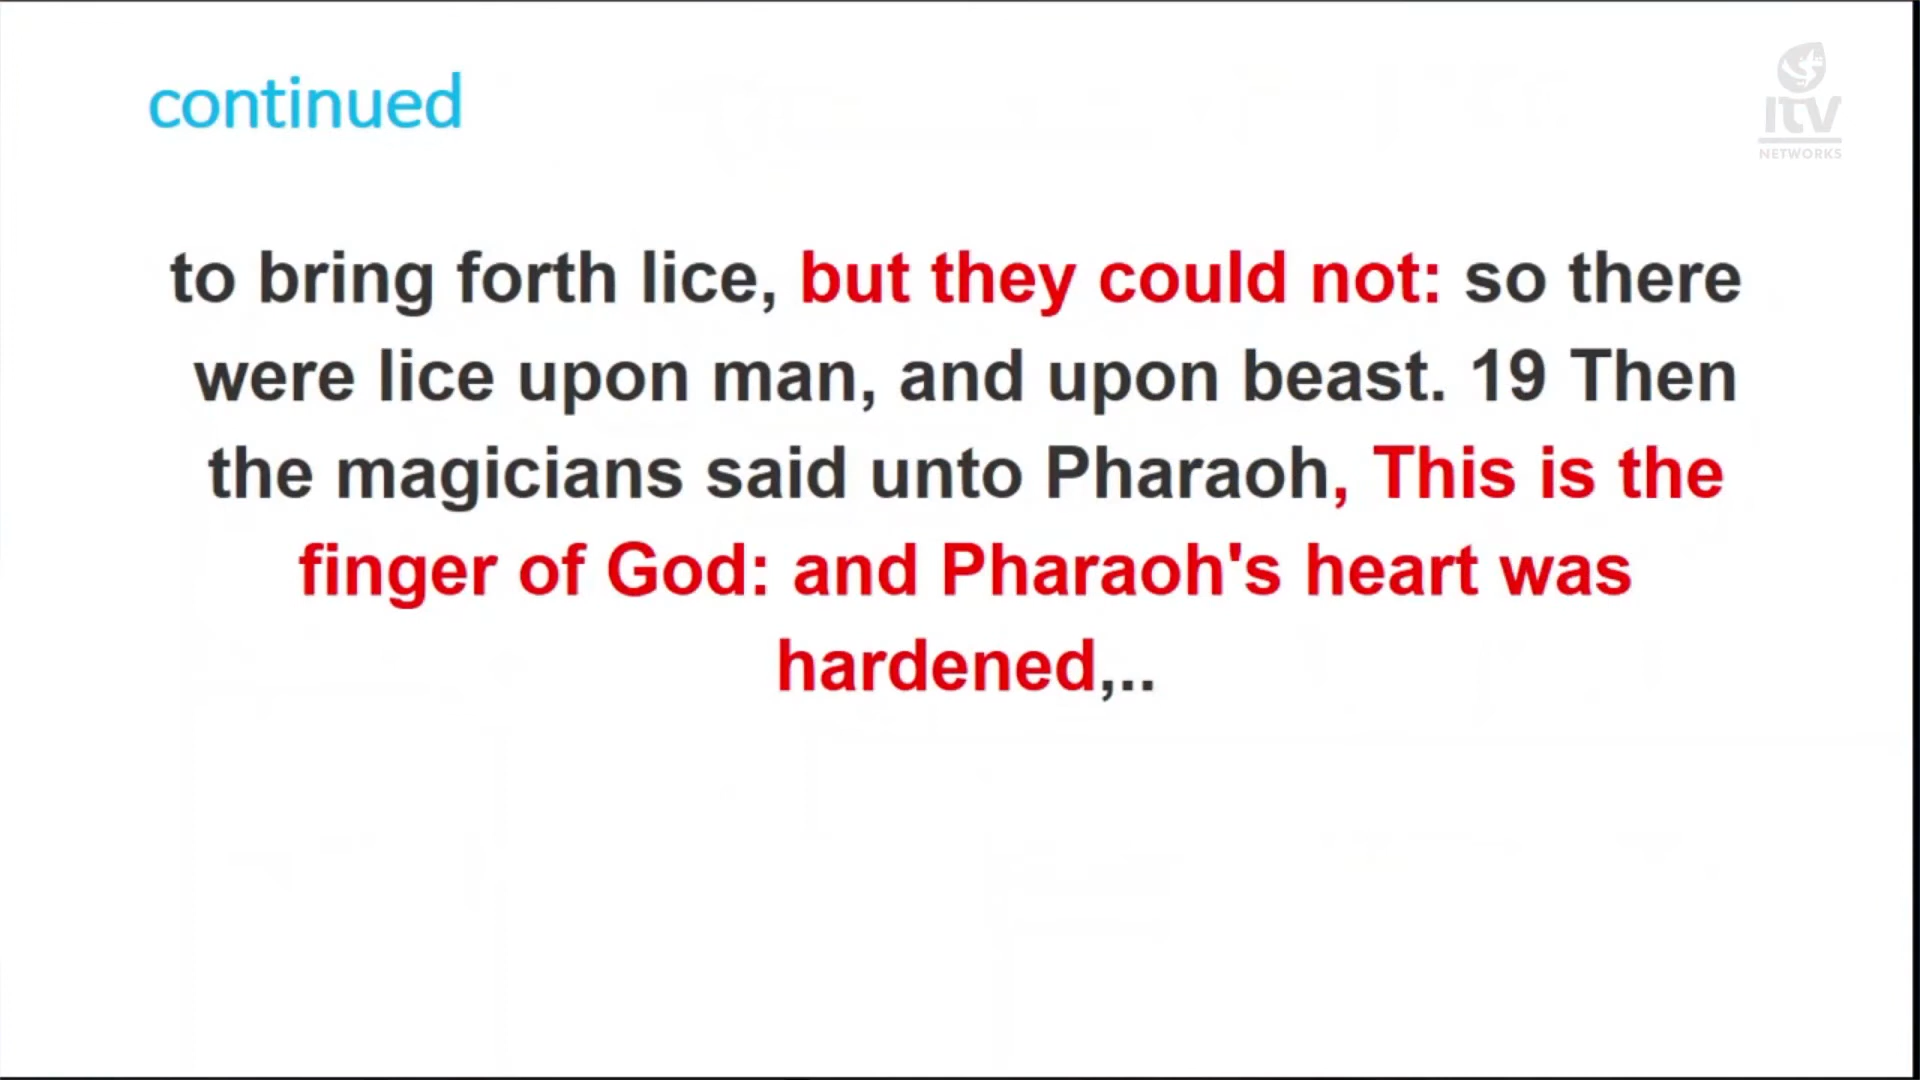 continued
ITV
NETWORKS
to bring forth lice, but they could not: so there
were lice upon man, and upon beast. 19 Then
the magicians said unto Pharaoh, This is the
finger of God: and Pharaoh's heart was
hardened,..